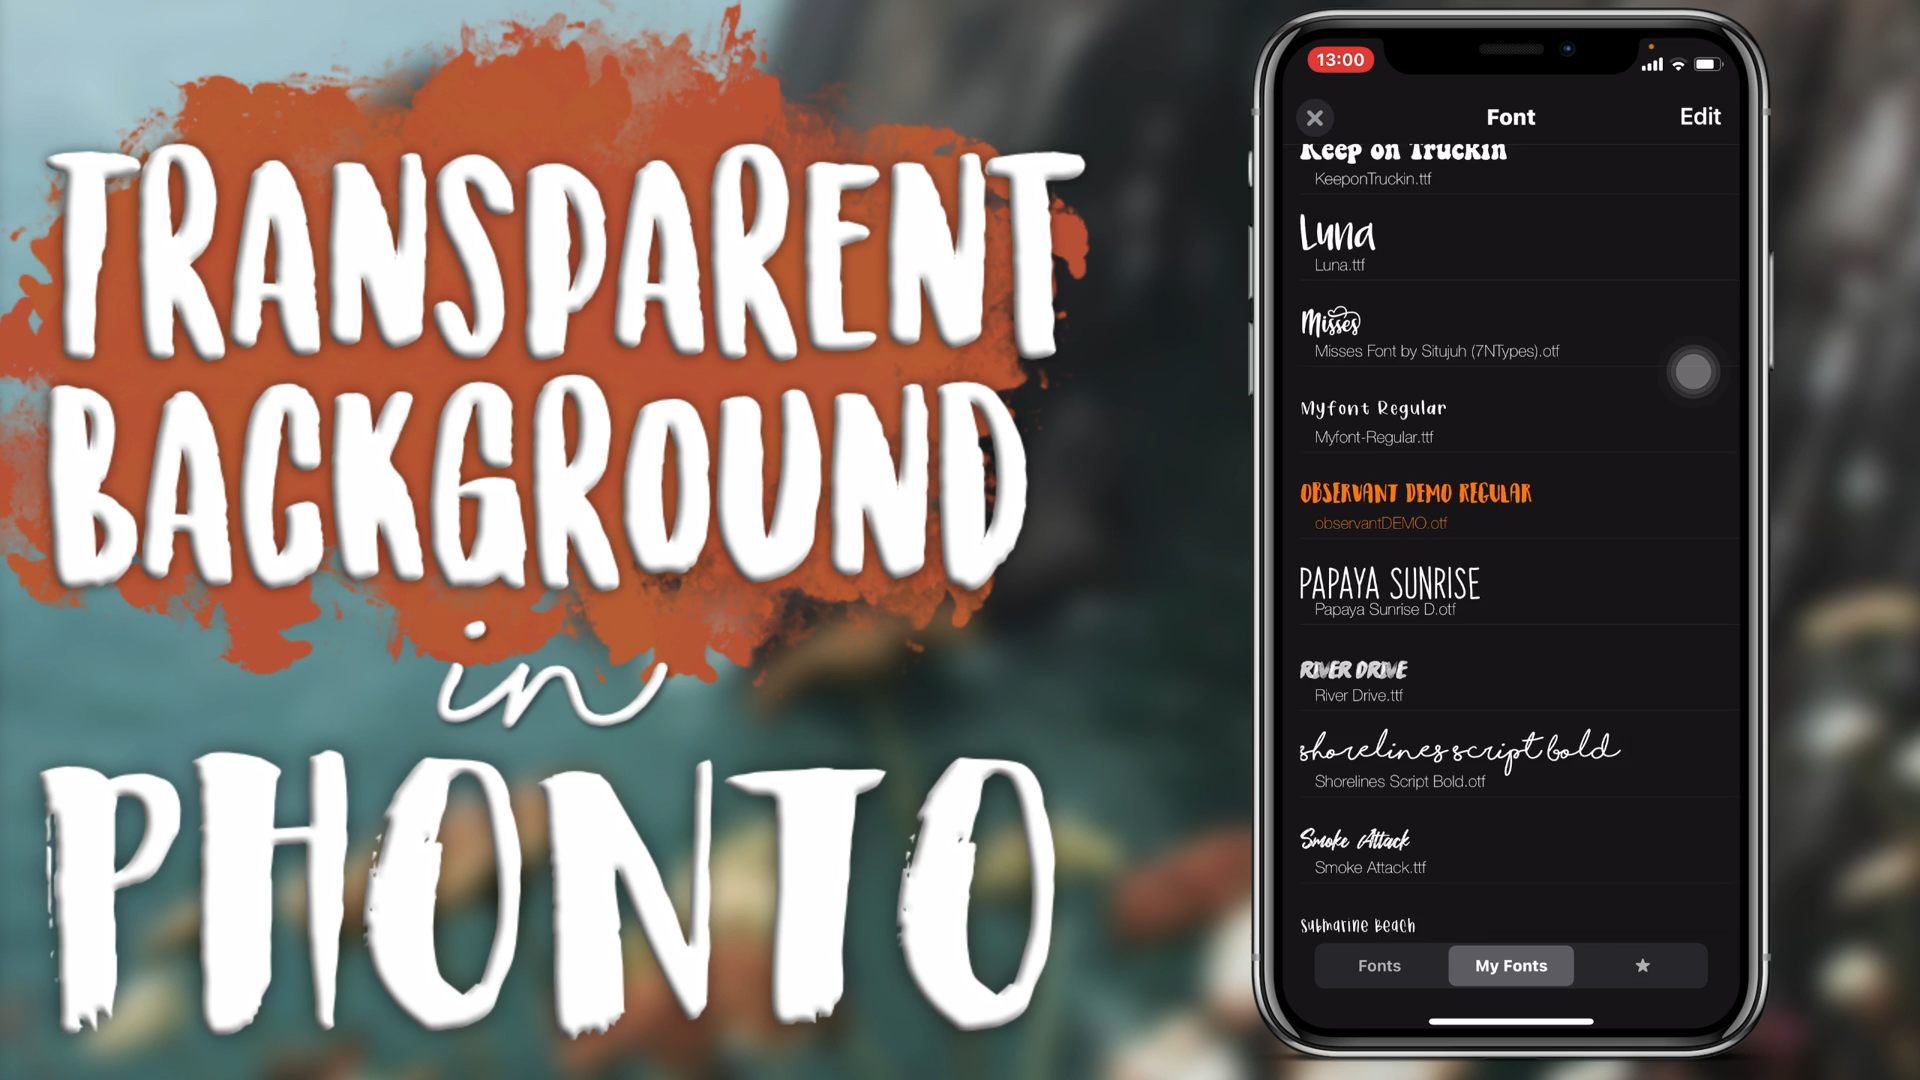 TRANSPARENT
BACKGROUND
in
PHONTO
13:00
Font
Edit
Keep on Truckin
KeeponTruckin.ttf
Luna
Luna.ttf
Misses
Misses Font by Situjuh (7NTypes).otf
Myfont Regular
Myfont-Regular.ttf
OBSERVANT DEMO REGULAR
observantDEMO.otf
PAPAYA SUNRISE
Papaya Sunrise D.otf
RIVER DRIVE
River Drive.ttf
shorelines script bold
Shorelines Script Bold.otf
Smoke Attack
Smoke Attack.ttf
Submarine Beach
Fonts
My Fonts